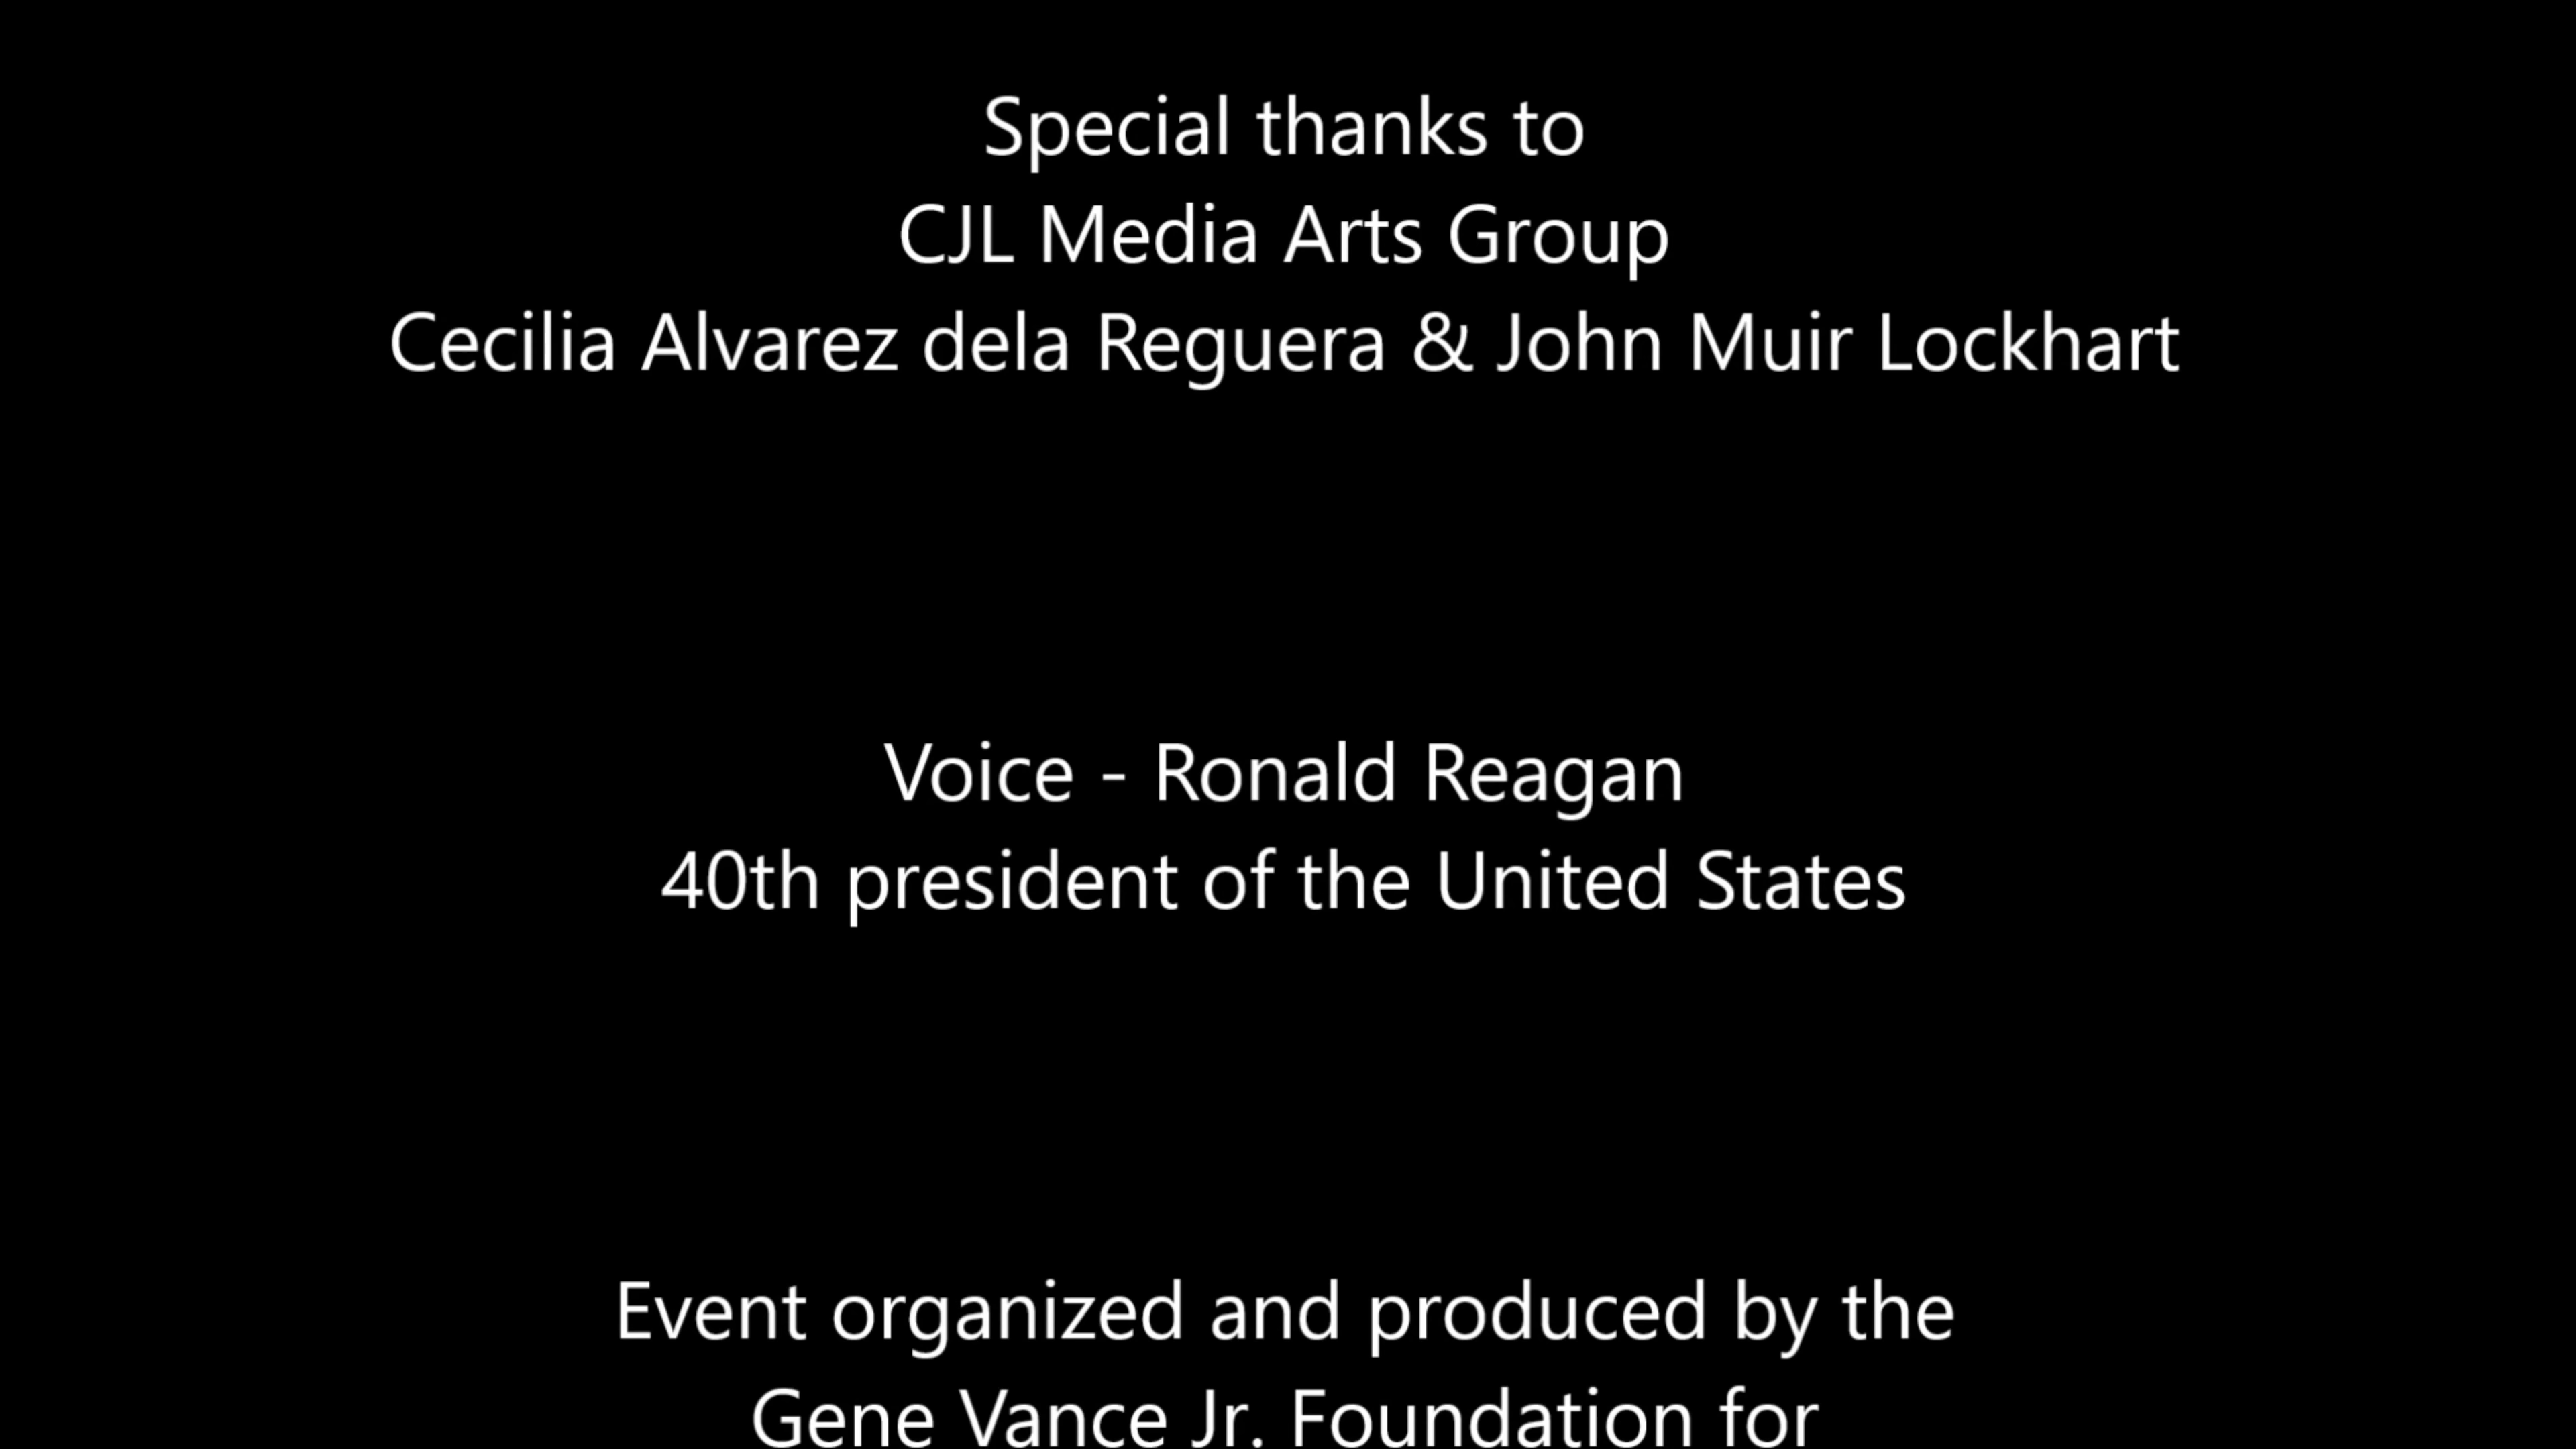 Special thanks to
CJL Media Arts Group
Cecilia Alvarez dela Reguera & John Muir Lockhart
Voice - Ronald Reagan
40th president of the United States
Event organized and produced by the
Gene Vance Jr. Foundation for